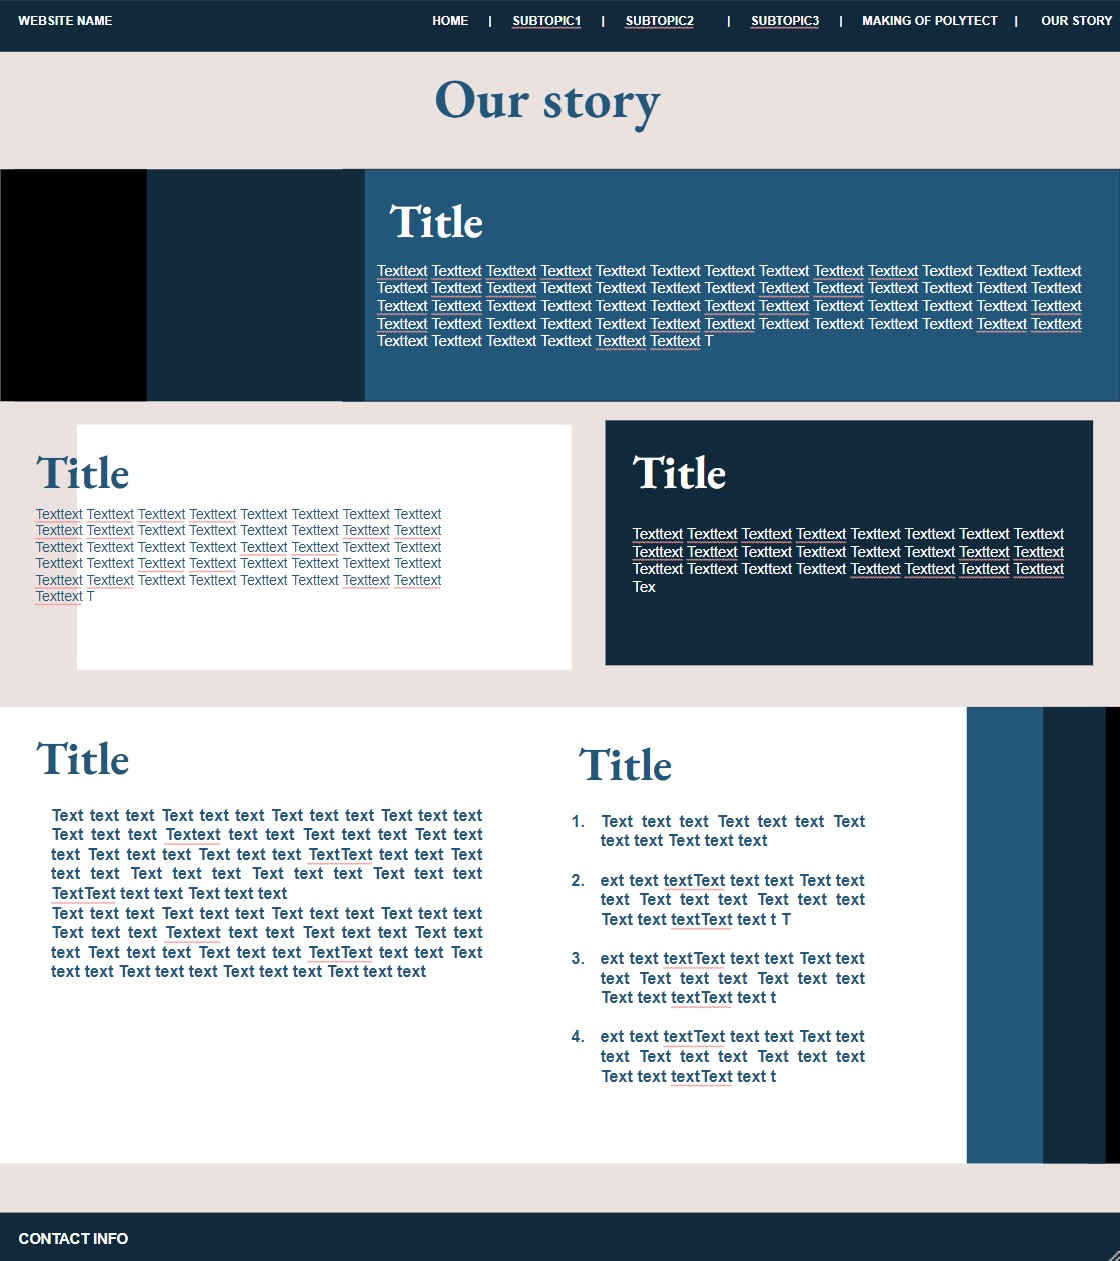 WEBSITE NAME HOME | SUBTOPIC1 | SUBTOPIC2 | SUBTOPIC3 | MAKING OF POLYTECT | OUR STORY
Our story
Title
Texttext Texttext Texttext Texttext Texttext Texttext Texttext Texttext Texttext Texttext Texttext Texttext Texttext
Texttext Texttext Texttext Texttext Texttext Texttext Texttext Texttext Texttext Texttext Texttext Texttext Texttext
Texttext Texttext Texttext Texttext Texttext Texttext Texttext Texttext Texttext Texttext Texttext Texttext Texttext
Texttext Texttext Texttext Texttext Texttext Texttext Texttext Texttext Texttext Texttext Texttext Texttext Texttext
Texttext Texttext Texttext Texttext Texttext Texttext T
Title
Texttext Texttext Texttext Texttext Texttext Texttext Texttext Texttext
Texttext Texttext Texttext Texttext Texttext Texttext Texttext Texttext
Texttext Texttext Texttext Texttext Texttext Texttext Texttext Texttext
Texttext Texttext Texttext Texttext Texttext Texttext Texttext Texttext
Texttext Texttext Texttext Texttext Texttext Texttext Texttext Texttext
Texttext T
Title
Texttext Texttext Texttext Texttext Texttext Texttext Texttext Texttext
Texttext Texttext Texttext Texttext Texttext Texttext Texttext Texttext
Texttext Texttext Texttext Texttext Texttext Texttext Texttext Texttext
Tex
Title
Text text text Text text text Text text text Text text text
Text text text Textext text text Text text text Text text
text Text text text Text text text TextText text text Text
text text Text text text Text text text Text text text
TextText text text Text text text
Text text text Text text text Text text text Text text text
Text text text Textext text text Text text text Text text
text Text text text Text text text TextText text text Text
text text Text text text Text text text Text text text
Title
1. Text text text Text text text Text
text text Text text text
2. ext text textText text text Text text
text Text text text Text text text
Text text textText text t T
3. ext text textText text text Text text
text Text text text Text text text
Text text textText text t
4. ext text textText text text Text text
text Text text text Text text text
Text text textText text t
CONTACT INFO